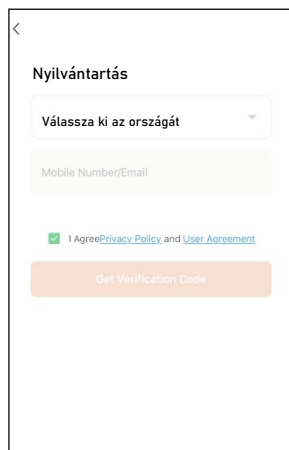 Nyilvántartás
Válassza ki az országát
Mobile Number/Email
I AgreePrivacy Policy and User Agreement
Get Verification Code